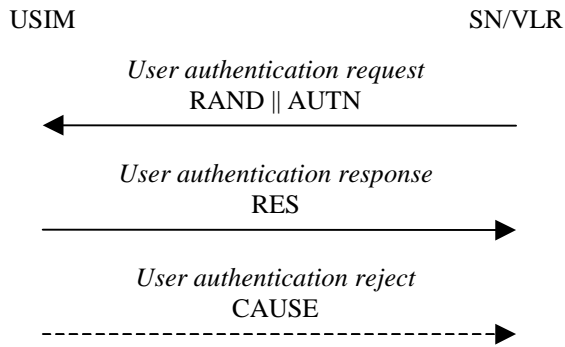 USIM SN/VLR
User authentication request
RAND || AUTN
User authentication response
RES
User authentication reject
CAUSE